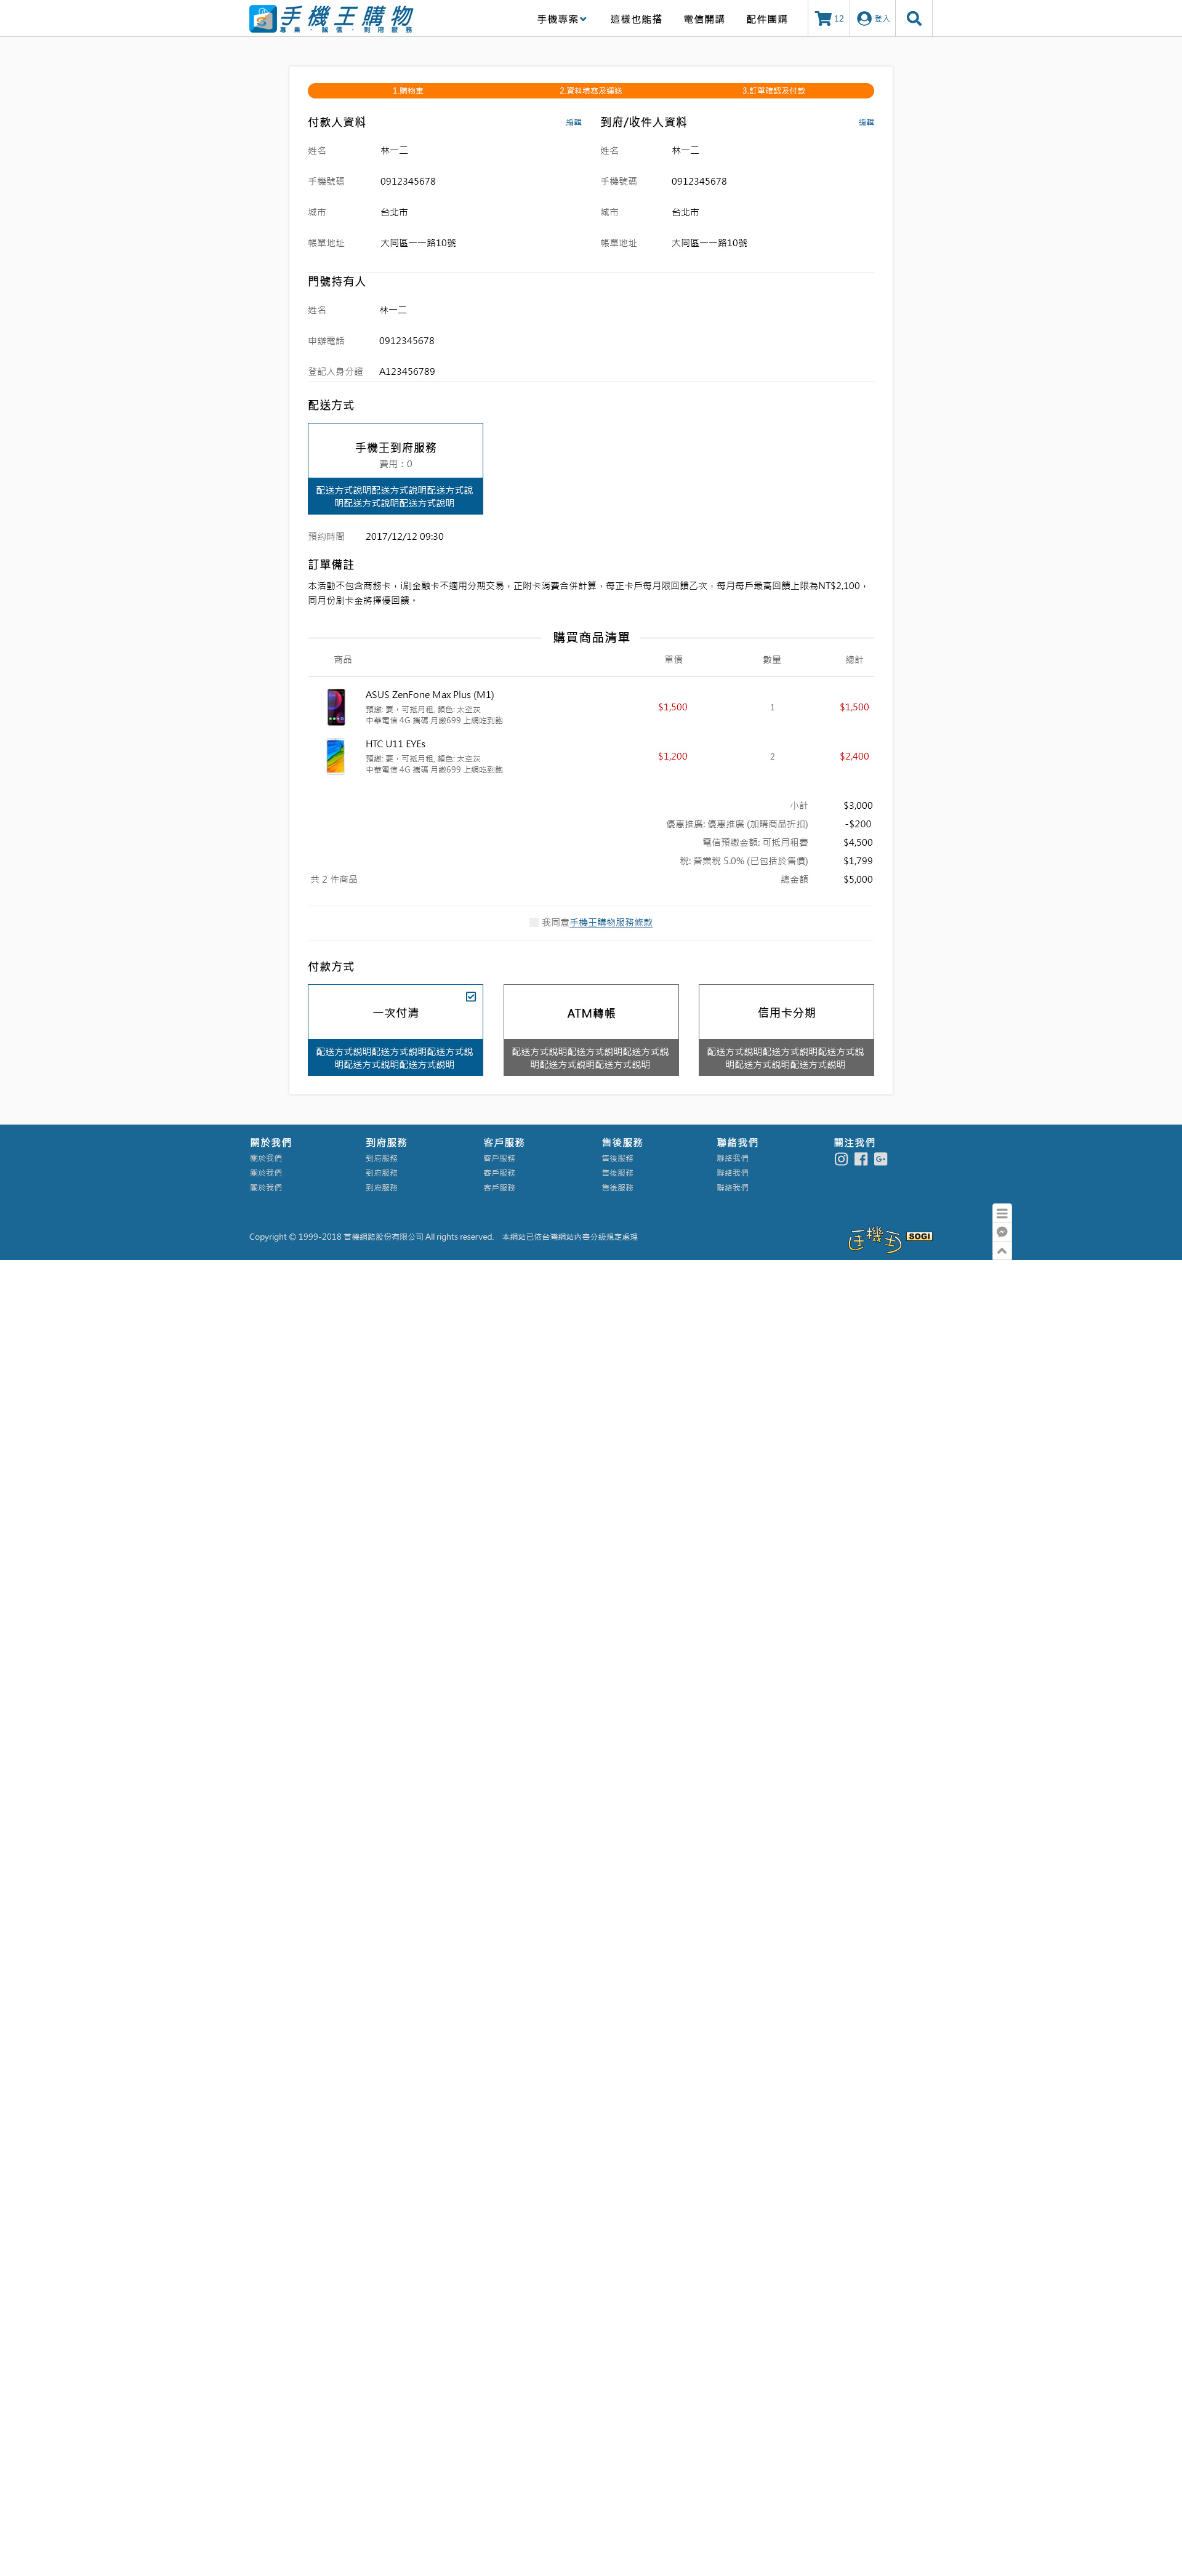 手機王購物
專業・誠信・到府服務
手機專案
這樣也能搭
電信開講
配件團購
12
登入
1.購物車
2.資料填寫及運送
3.訂單確認及付款
付款人資料
編輯
姓名 林一二
手機號碼 0912345678
城市 台北市
帳單地址 大同區一一路10號
到府/收件人資料
編輯
姓名 林一二
手機號碼 0912345678
城市 台北市
帳單地址 大同區一一路10號
門號持有人
姓名 林一二
申辦電話 0912345678
登記人身分證 A123456789
配送方式
手機王到府服務
費用：0
配送方式說明配送方式說明配送方式說
明配送方式說明配送方式說明
預約時間 2017/12/12 09:30
訂單備註
本活動不包含商務卡，i刷金融卡不適用分期交易，正附卡消費合併計算，每正卡戶每月限回饋乙次，每月每戶最高回饋上限為NT$2,100，
同月份刷卡金將擇優回饋。
購買商品清單
商品 單價 數量 總計
ASUS ZenFone Max Plus (M1)
預繳: 要，可抵月租, 顏色: 太空灰
中華電信 4G 攜碼 月繳699 上網吃到飽
$1,500 1 $1,500
HTC U11 EYEs
預繳: 要，可抵月租, 顏色: 太空灰
中華電信 4G 攜碼 月繳699 上網吃到飽
$1,200 2 $2,400
小計 $3,000
優惠推廣: 優惠推廣 (加購商品折扣) -$200
電信預繳金額: 可抵月租費 $4,500
稅: 營業稅 5.0% (已包括於售價) $1,799
共 2 件商品 總金額 $5,000
我同意手機王購物服務條款
付款方式
一次付清
配送方式說明配送方式說明配送方式說
明配送方式說明配送方式說明
ATM轉帳
配送方式說明配送方式說明配送方式說
明配送方式說明配送方式說明
信用卡分期
配送方式說明配送方式說明配送方式說
明配送方式說明配送方式說明
關於我們
關於我們
關於我們
關於我們
到府服務
到府服務
到府服務
到府服務
客戶服務
客戶服務
客戶服務
客戶服務
售後服務
售後服務
售後服務
售後服務
聯絡我們
聯絡我們
聯絡我們
聯絡我們
關注我們
G+
Copyright © 1999-2018 首機網路股份有限公司 All rights reserved. 本網站已依台灣網站內容分級規定處理
手機王
SOGI